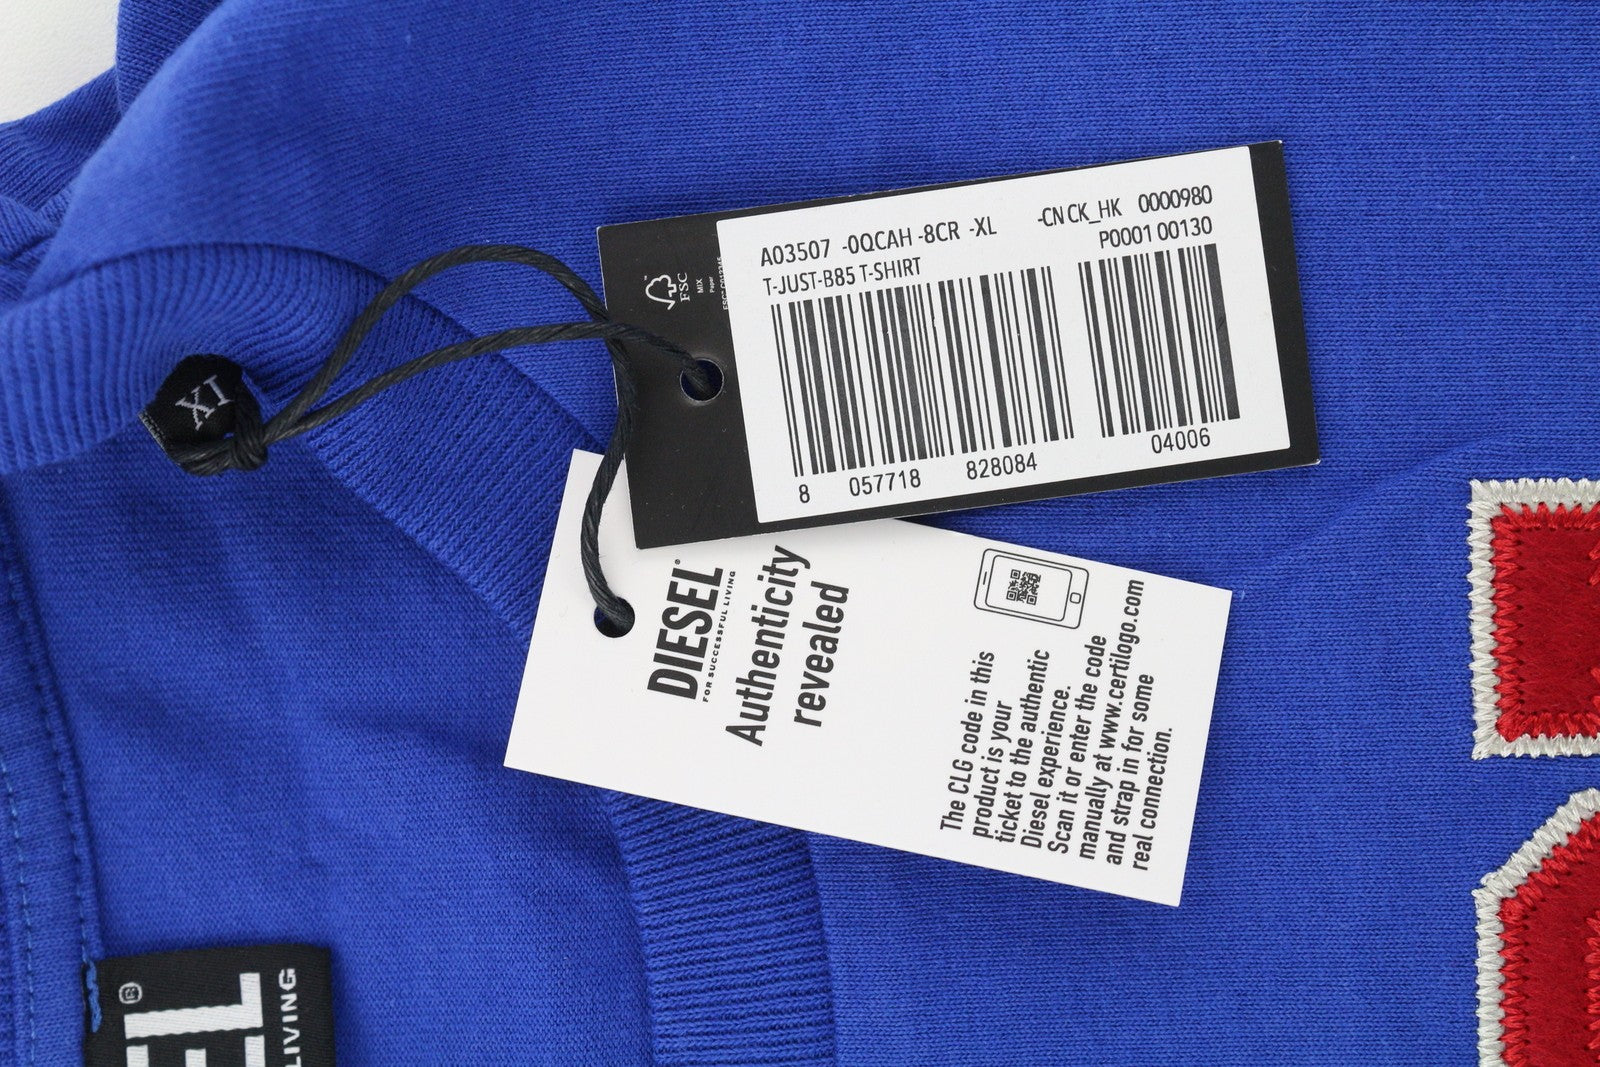 A03507 -0QCAH -8CR -XL -CN CK_HK 0000980
T-JUST-B85 T-SHIRT P0001 00130
8 057718 828084 04006
FSC
MIX
Paper
XL
DIESEL®
FOR SUCCESSFUL LIVING
Authenticity
revealed
The CLG code in this
product is your
ticket to the authentic
Diesel experience.
Scan it or enter the code
manually at www.certilogo.com
and strap in for some
real connection.
EL®
LIVING